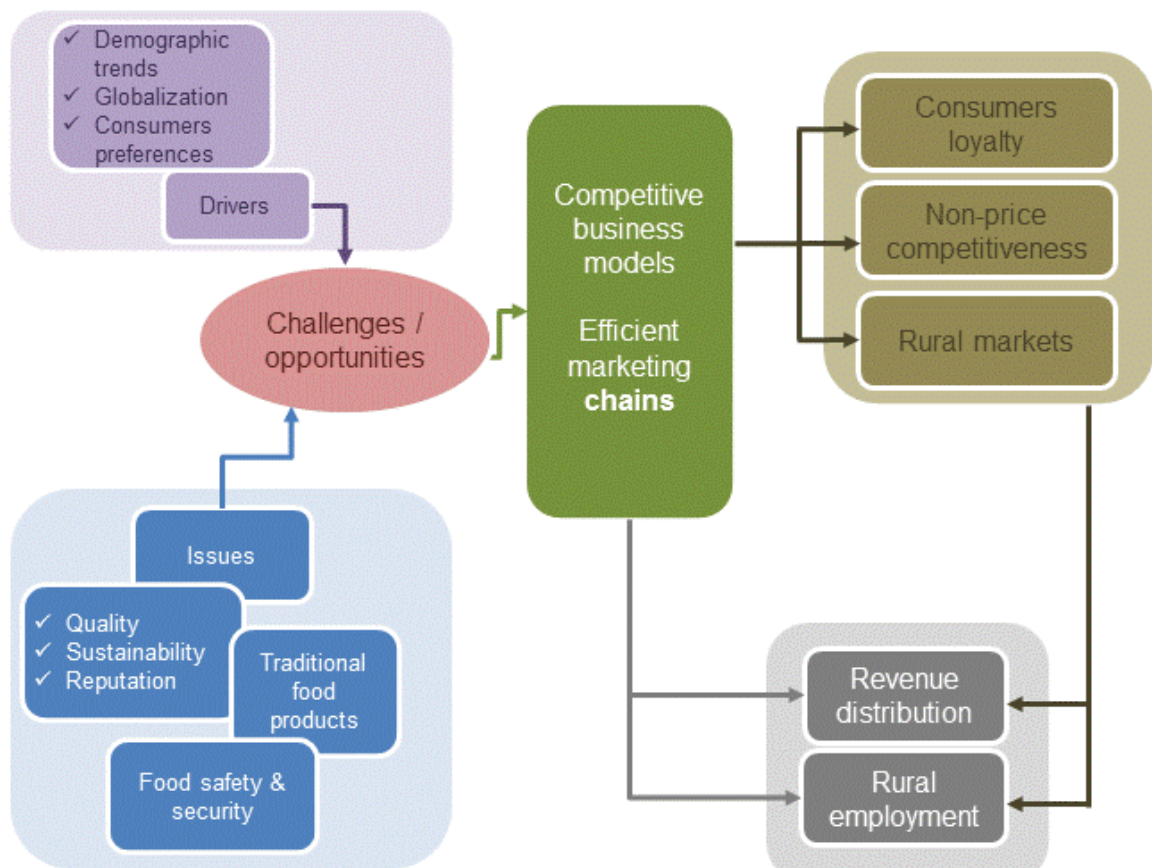 ✓ Demographic
trends
✓ Globalization
✓ Consumers
preferences
Drivers
Challenges /
opportunities
Issues
✓ Quality
✓ Sustainability
✓ Reputation
Traditional
food
products
Food safety &
security
Competitive
business
models
Efficient
marketing
chains
Consumers
loyalty
Non-price
competitiveness
Rural markets
Revenue
distribution
Rural
employment